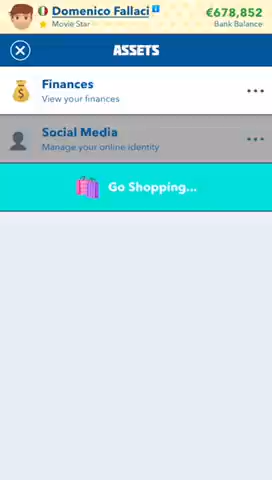 Domenico Fallaci
€678,852
Movie Star
Bank Balance
ASSETS
Finances
View your finances
Social Media
Manage your online identity
Go Shopping...